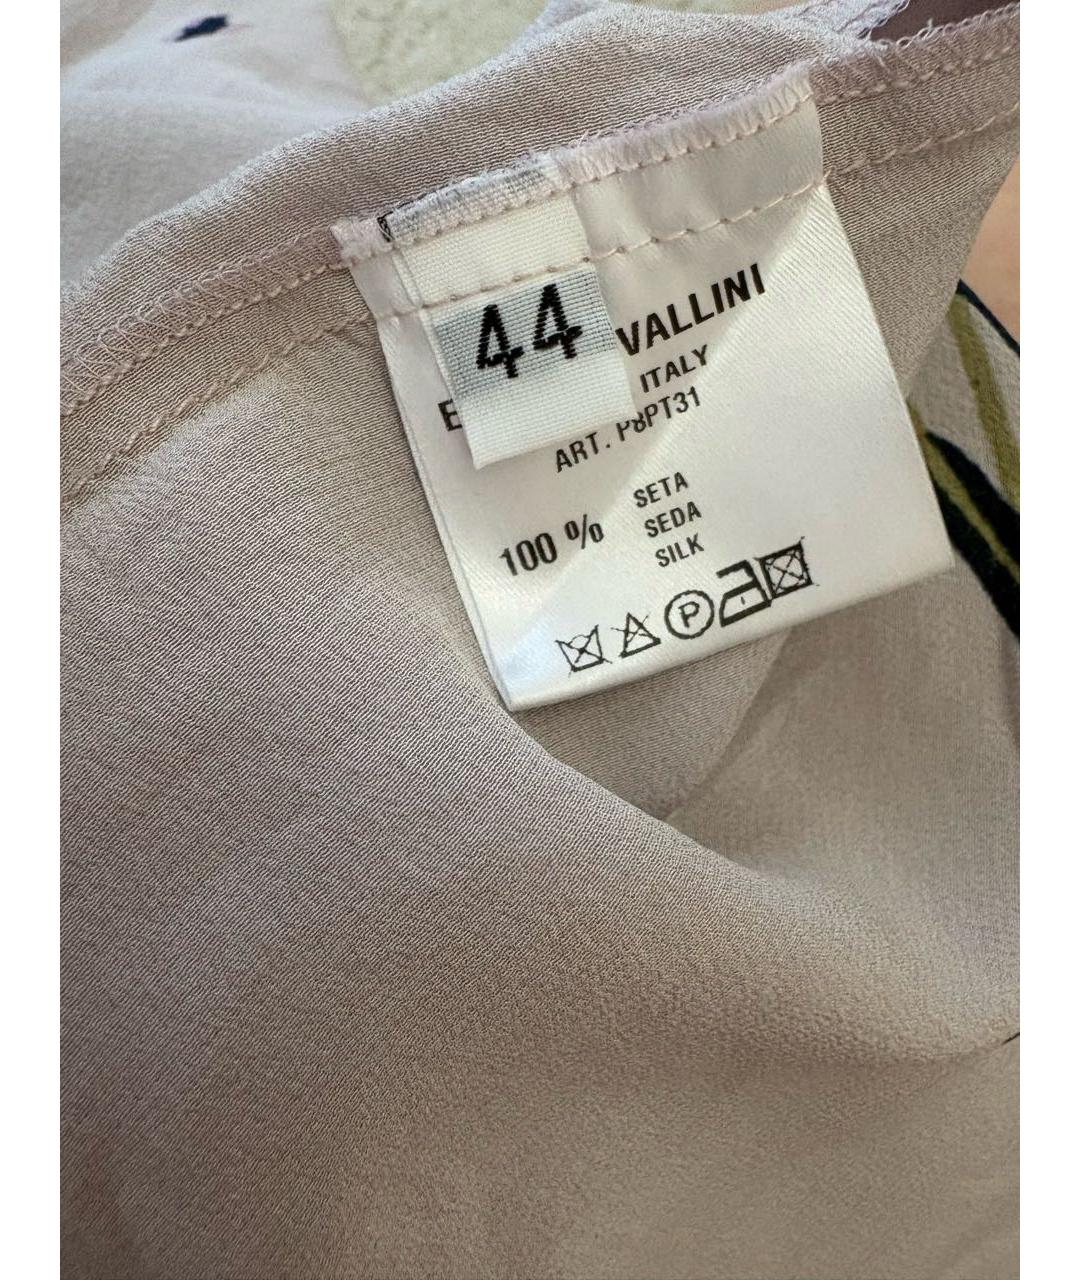 44
VALLINI
E
ITALY
ART. P8PT31
100 %
SETA
SEDA
SILK
P